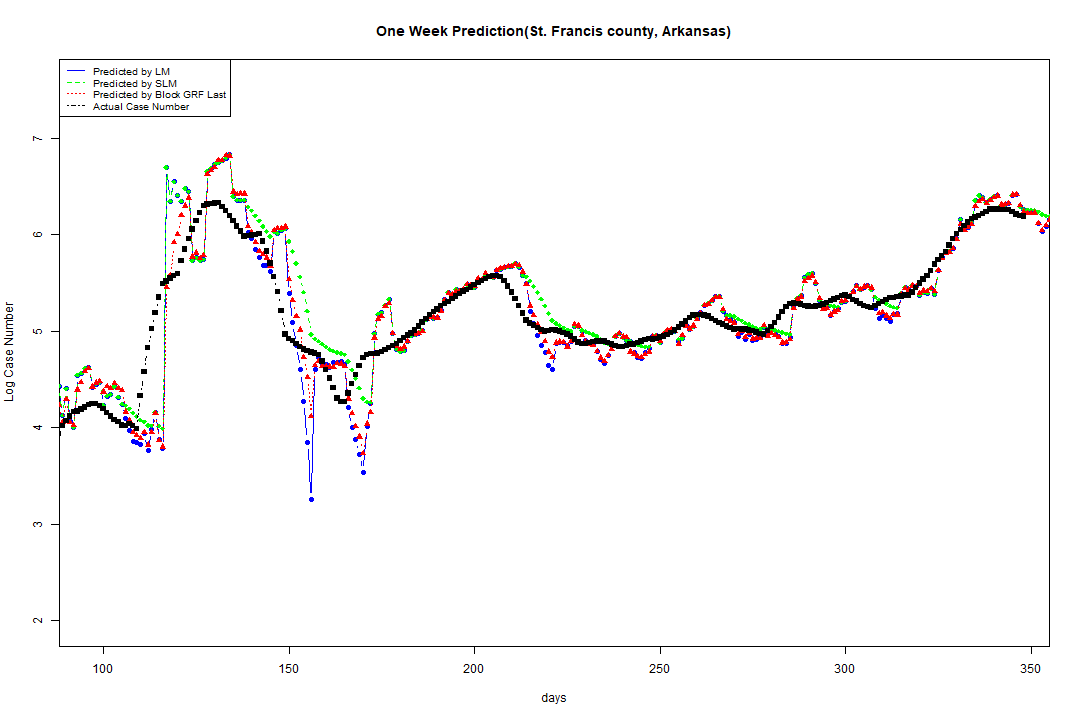 One Week Prediction(St. Francis county, Arkansas)
Predicted by LM
Predicted by SLM
Predicted by Block GRF Last
Actual Case Number
Log Case Number
7
6
5
4
3
2
100 150 200 250 300 350
days